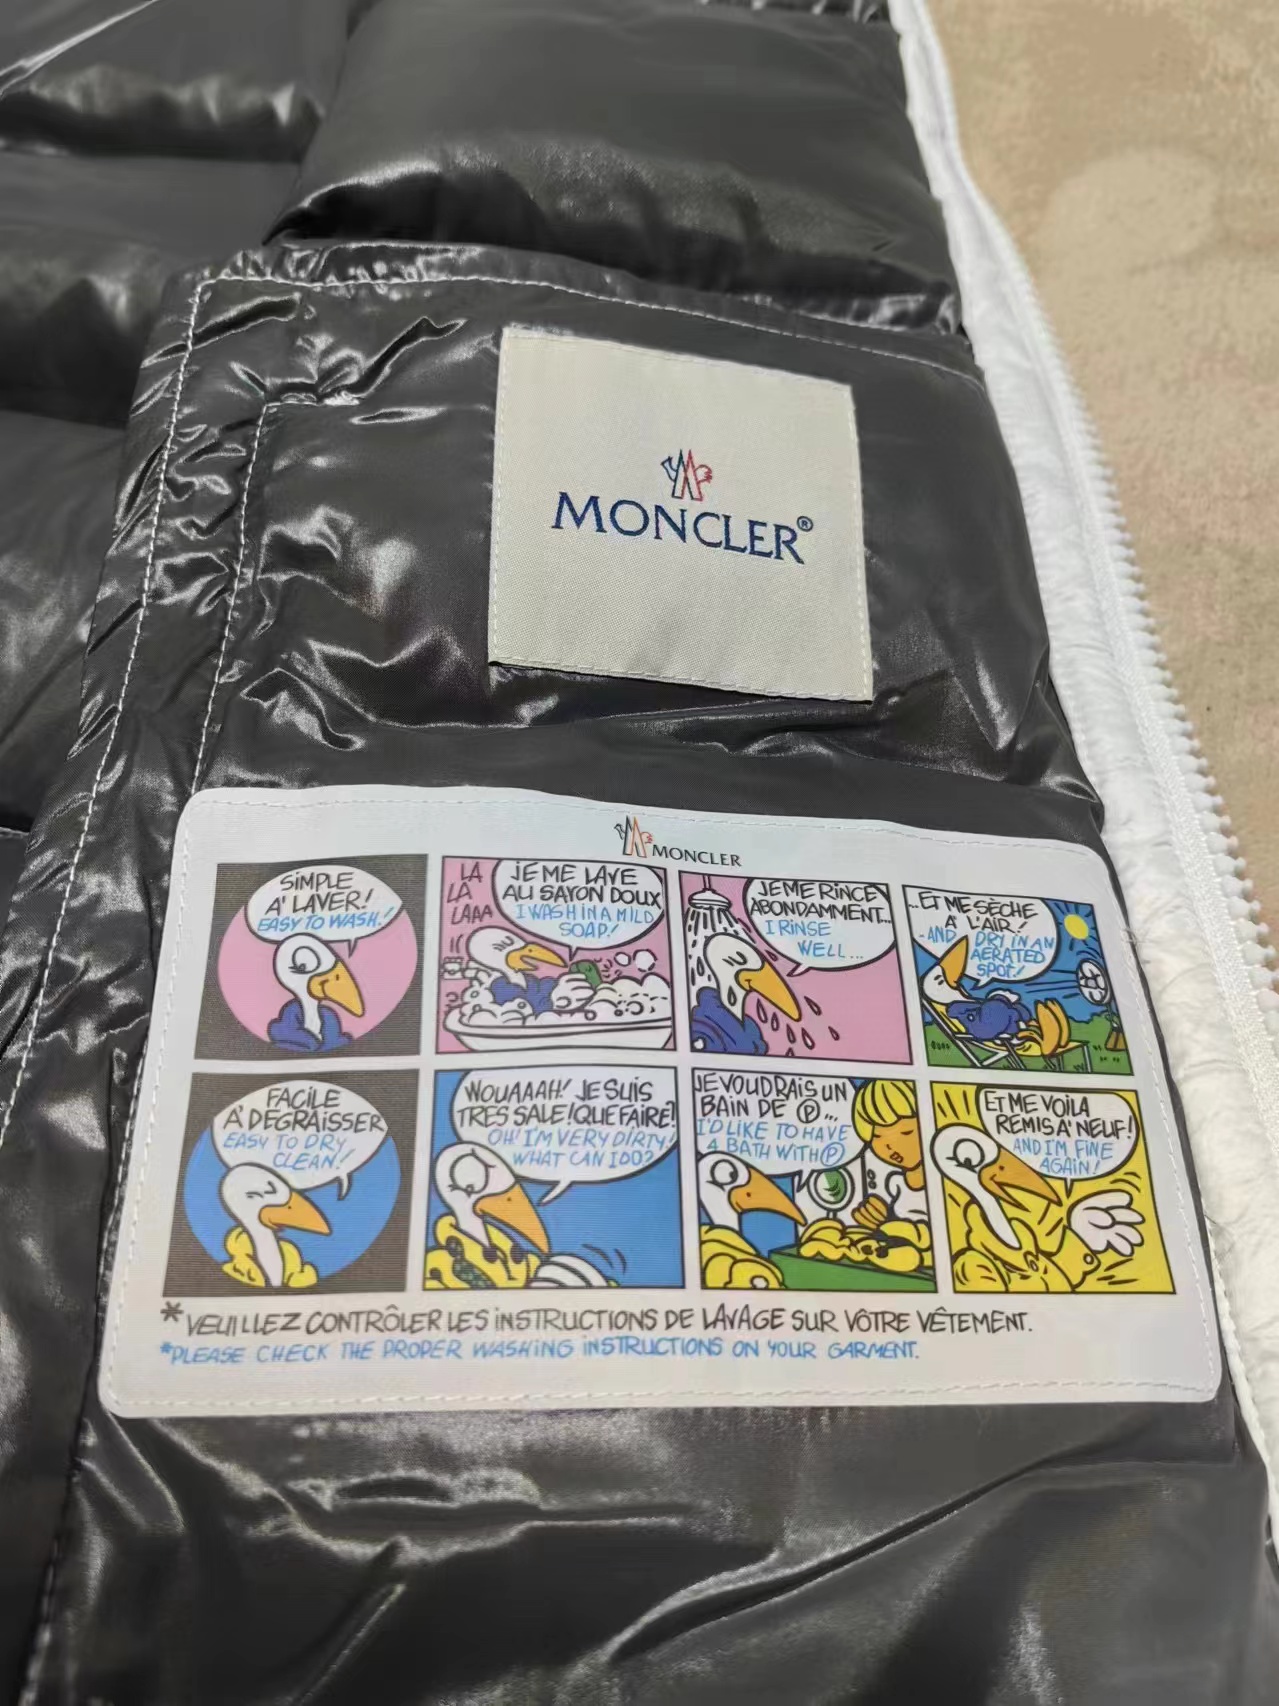 MONCLER®
MONCLER
SIMPLE
A' LAVER!
EASY TO WASH!
LA
LA
LAAA
JE ME LAVE
AU SAVON DOUX
I WASH IN A MILD
SOAP!
JE ME RINCE
ABONDAMMENT...
I RINSE
WELL...
...ET ME SÈCHE
A' L'AIR!
-AND DRY IN AN
AERATED
SPOT!
FACILE
A' DEGRAISSER
EASY TO DRY
CLEAN!
WOUAAAH! JE SUIS
TRES SALE! QUE FAIRE?
OH! I'M VERY DIRTY!
WHAT CAN I DO?
JE VOUDRAIS UN
BAIN DE Ⓟ...
I'D LIKE TO HAVE
A BATH WITH Ⓟ
ET ME VOILA
REMIS A' NEUF!
AND I'M FINE
AGAIN!
*VEUILLEZ CONTRÔLER LES INSTRUCTIONS DE LAVAGE SUR VÔTRE VÊTEMENT.
*PLEASE CHECK THE PROPER WASHING INSTRUCTIONS ON YOUR GARMENT.